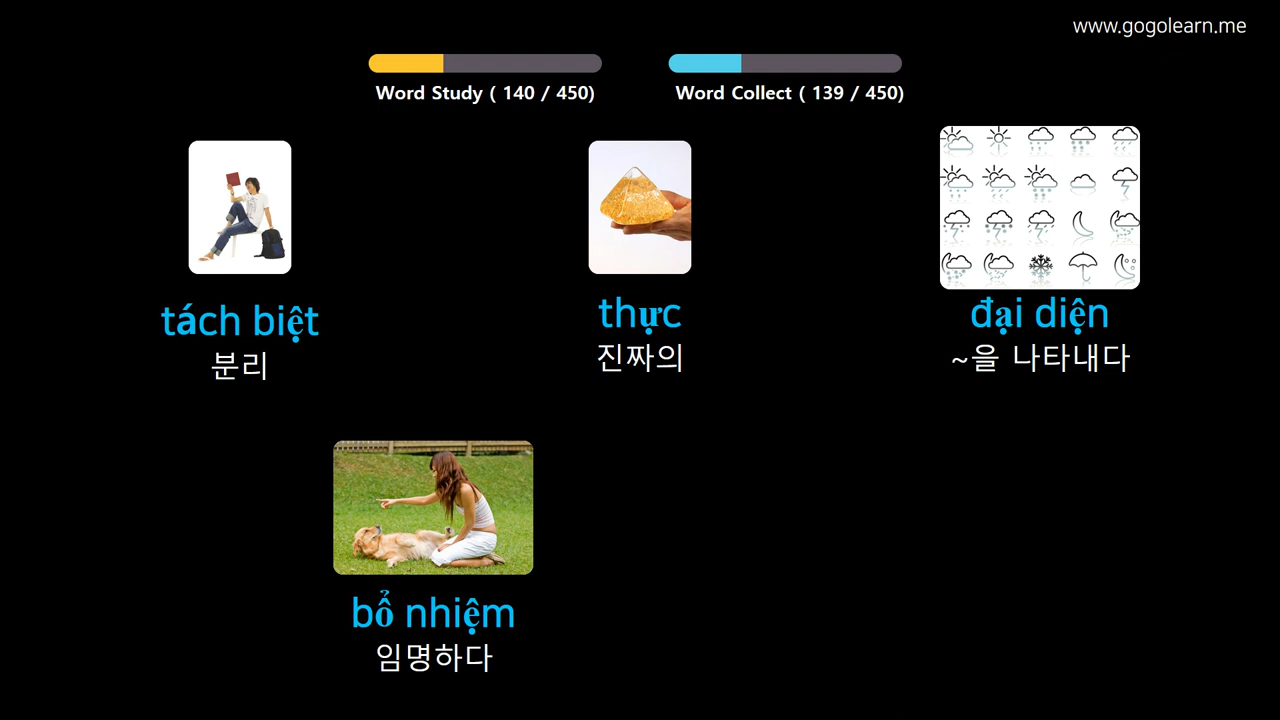 www.gogolearn.me
Word Study ( 140 / 450)
Word Collect ( 139 / 450)
tách biệt
분리
thực
진짜의
đại diện
~을 나타내다
bổ nhiệm
임명하다